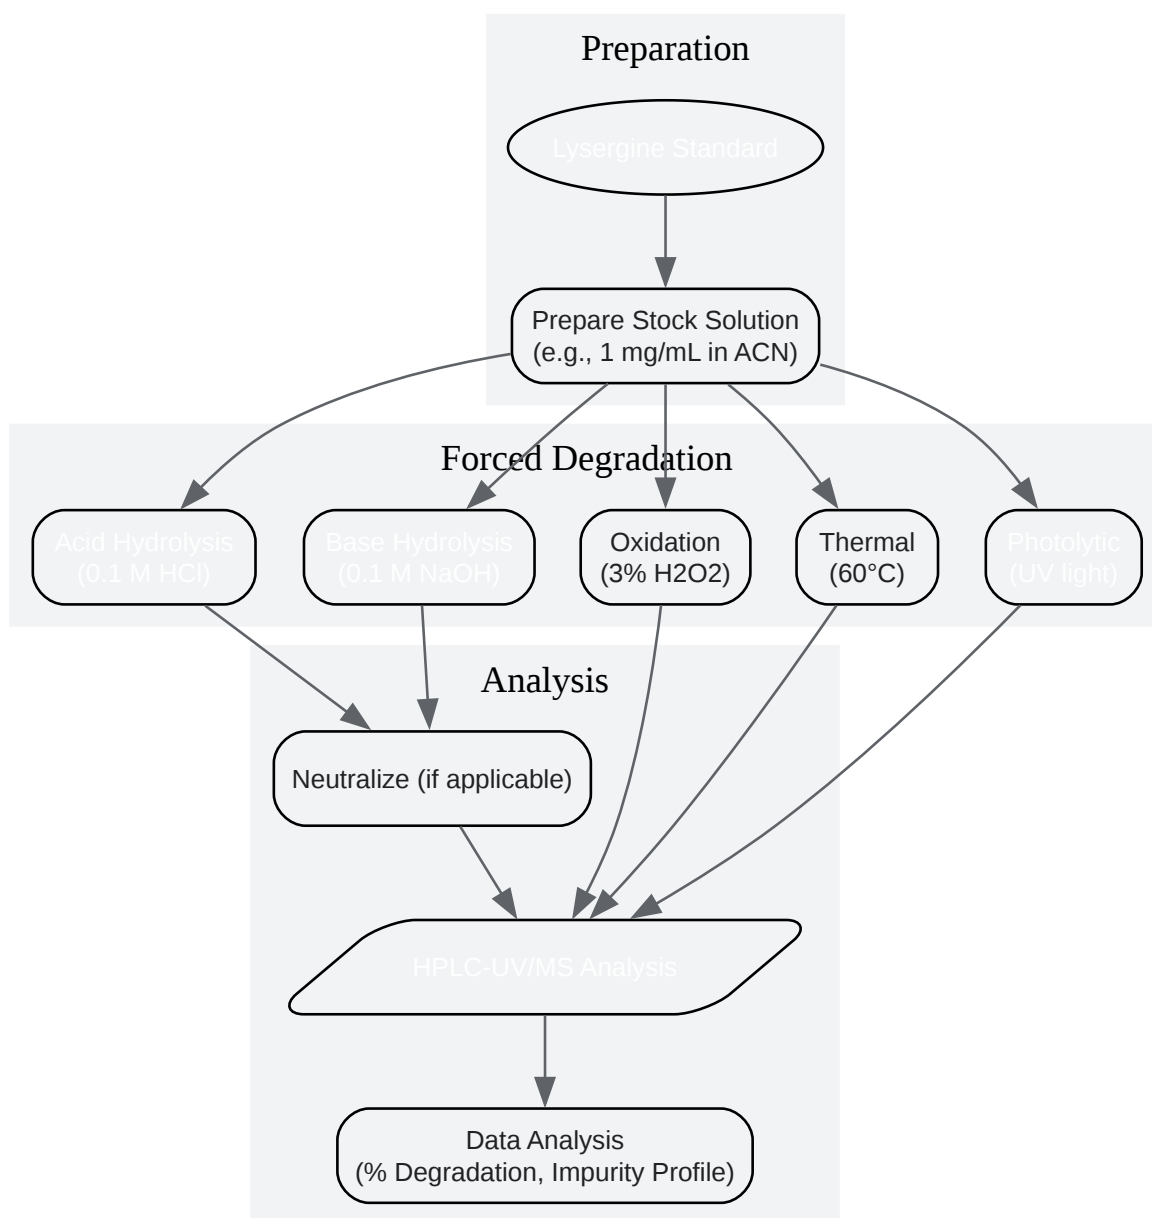 Preparation
Lysergine Standard
Prepare Stock Solution
(e.g., 1 mg/mL in ACN)
Forced Degradation
Acid Hydrolysis
(0.1 M HCl)
Base Hydrolysis
(0.1 M NaOH)
Oxidation
(3% H2O2)
Thermal
(60°C)
Photolytic
(UV light)
Analysis
Neutralize (if applicable)
HPLC-UV/MS Analysis
Data Analysis
(% Degradation, Impurity Profile)